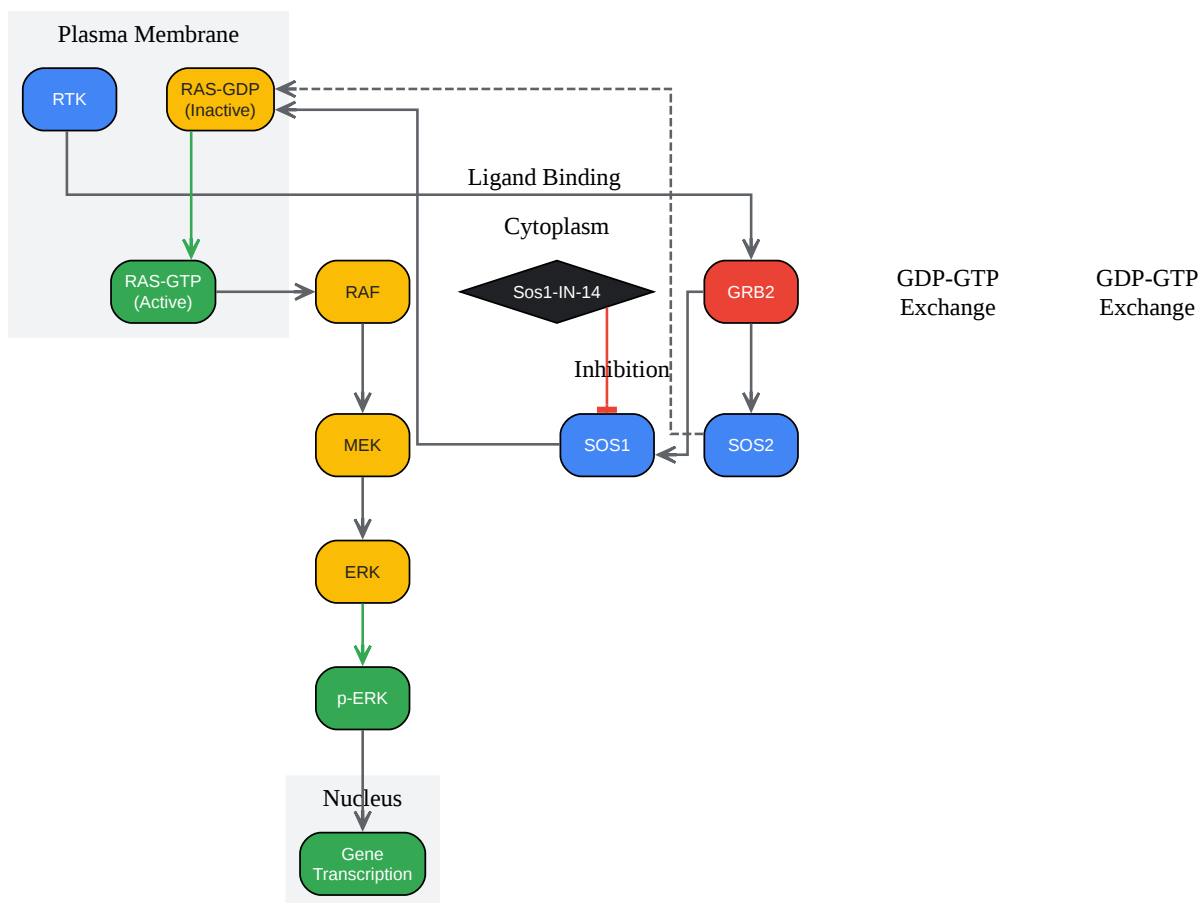 Plasma Membrane
RTK
RAS-GDP
(Inactive)
Ligand Binding
Cytoplasm
RAS-GTP
(Active)
RAF
Sos1-IN-14
GRB2
GDP-GTP
Exchange
GDP-GTP
Exchange
Inhibition
MEK
SOS1
SOS2
ERK
p-ERK
Nucleus
Gene
Transcription